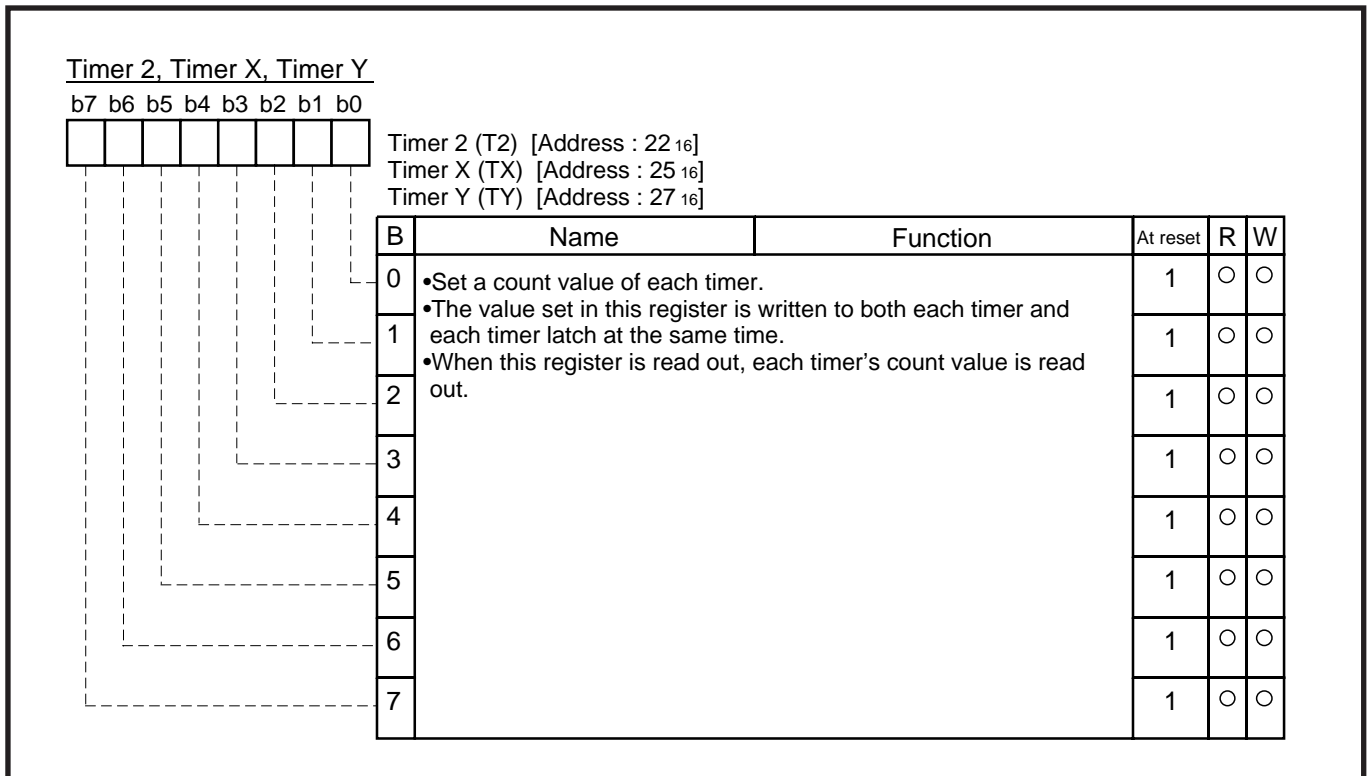 Timer 2, Timer X, Timer Y
b7 b6 b5 b4 b3 b2 b1 b0
Timer 2 (T2) [Address : 22 16]
Timer X (TX) [Address : 25 16]
Timer Y (TY) [Address : 27 16]
B Name Function At reset R W
0 •Set a count value of each timer. 1 ○ ○
•The value set in this register is written to both each timer and
1 each timer latch at the same time. 1 ○ ○
•When this register is read out, each timer's count value is read
2 out. 1 ○ ○
3 1 ○ ○
4 1 ○ ○
5 1 ○ ○
6 1 ○ ○
7 1 ○ ○